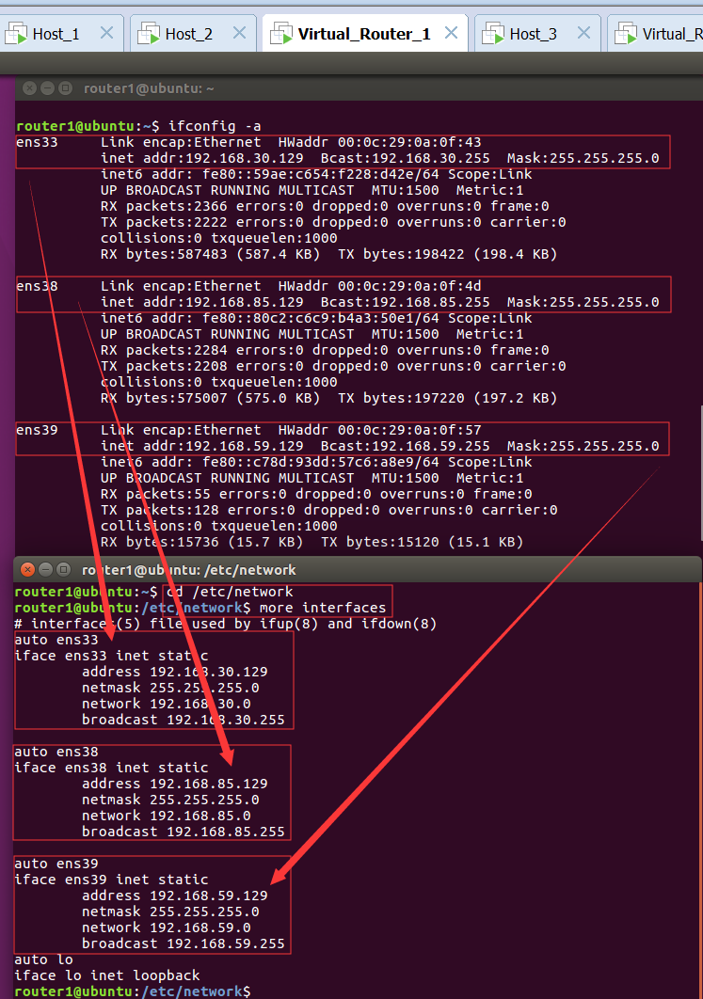 Host_1
Host_2
Virtual_Router_1
Host_3
Virtual_R
router1@ubuntu: ~
router1@ubuntu:~$ ifconfig -a
ens33     Link encap:Ethernet  HWaddr 00:0c:29:0a:0f:43
          inet addr:192.168.30.129  Bcast:192.168.30.255  Mask:255.255.255.0
          inet6 addr: fe80::59ae:c654:f228:d42e/64 Scope:Link
          UP BROADCAST RUNNING MULTICAST  MTU:1500  Metric:1
          RX packets:2366 errors:0 dropped:0 overruns:0 frame:0
          TX packets:2222 errors:0 dropped:0 overruns:0 carrier:0
          collisions:0 txqueuelen:1000
          RX bytes:587483 (587.4 KB)  TX bytes:198422 (198.4 KB)
ens38     Link encap:Ethernet  HWaddr 00:0c:29:0a:0f:4d
          inet addr:192.168.85.129  Bcast:192.168.85.255  Mask:255.255.255.0
          inet6 addr: fe80::80c2:c6c9:b4a3:50e1/64 Scope:Link
          UP BROADCAST RUNNING MULTICAST  MTU:1500  Metric:1
          RX packets:2284 errors:0 dropped:0 overruns:0 frame:0
          TX packets:2208 errors:0 dropped:0 overruns:0 carrier:0
          collisions:0 txqueuelen:1000
          RX bytes:575007 (575.0 KB)  TX bytes:197220 (197.2 KB)
ens39     Link encap:Ethernet  HWaddr 00:0c:29:0a:0f:57
          inet addr:192.168.59.129  Bcast:192.168.59.255  Mask:255.255.255.0
          inet6 addr: fe80::c78d:93dd:57c6:a8e9/64 Scope:Link
          UP BROADCAST RUNNING MULTICAST  MTU:1500  Metric:1
          RX packets:55 errors:0 dropped:0 overruns:0 frame:0
          TX packets:128 errors:0 dropped:0 overruns:0 carrier:0
          collisions:0 txqueuelen:1000
          RX bytes:15736 (15.7 KB)  TX bytes:15120 (15.1 KB)
router1@ubuntu: /etc/network
router1@ubuntu:~$ cd /etc/network
router1@ubuntu:/etc/network$ more interfaces
# interfaces(5) file used by ifup(8) and ifdown(8)
auto ens33
iface ens33 inet static
        address 192.168.30.129
        netmask 255.255.255.0
        network 192.168.30.0
        broadcast 192.168.30.255
auto ens38
iface ens38 inet static
        address 192.168.85.129
        netmask 255.255.255.0
        network 192.168.85.0
        broadcast 192.168.85.255
auto ens39
iface ens39 inet static
        address 192.168.59.129
        netmask 255.255.255.0
        network 192.168.59.0
        broadcast 192.168.59.255
auto lo
iface lo inet loopback
router1@ubuntu:/etc/network$